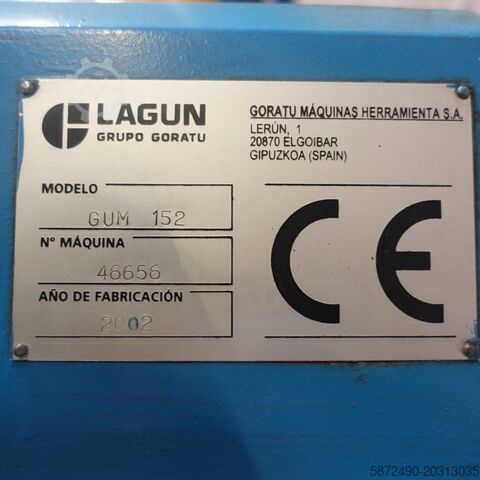 LAGUN
GRUPO GORATU
GORATU MÁQUINAS HERRAMIENTA S.A.
LERÚN, 1
20870 ELGOIBAR
GIPUZKOA (SPAIN)
MODELO
GUM 152
Nº MÁQUINA
46656
AÑO DE FABRICACIÓN
2002
CE
5872490-20313035